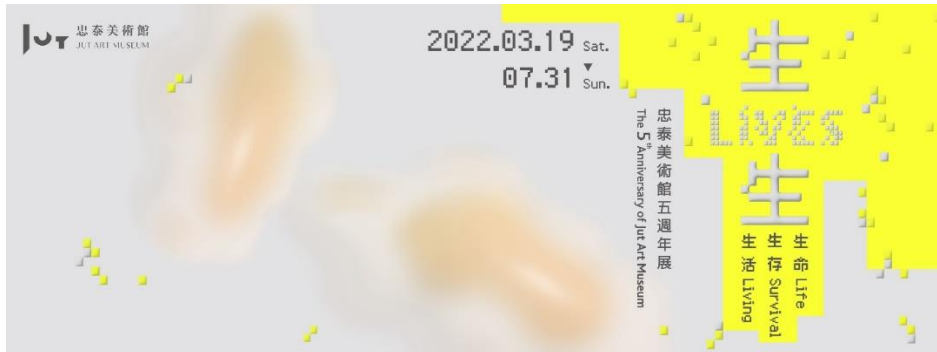 JUT 忠泰美術館
JUT ART MUSEUM
2022.03.19 Sat.
07.31 Sun.
忠泰美術館五週年展
The 5th Anniversary of Jut Art Museum
生
LIVES
生
生命 Life
生存 Survival
生活 Living